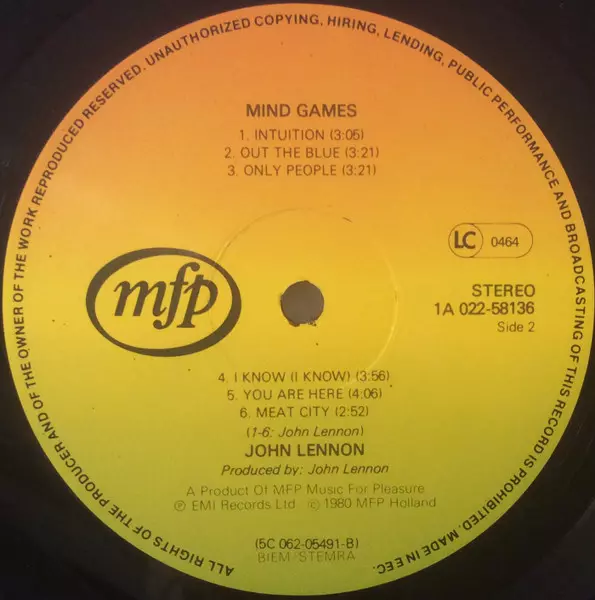 ALL RIGHTS OF THE PRODUCER AND OF THE OWNER OF THE WORK REPRODUCED RESERVED. UNAUTHORIZED COPYING, HIRING, LENDING, PUBLIC PERFORMANCE AND BROADCASTING OF THIS RECORD IS PROHIBITED. MADE IN EEC.
MIND GAMES
1. INTUITION (3:05)
2. OUT THE BLUE (3:21)
3. ONLY PEOPLE (3:21)
LC 0464
mfp
STEREO
1A 022-58136
Side 2
4. I KNOW (I KNOW) (3:56)
5. YOU ARE HERE (4:06)
6. MEAT CITY (2:52)
(1-6: John Lennon)
JOHN LENNON
Produced by: John Lennon
A Product Of MFP Music For Pleasure
℗ EMI Records Ltd © 1980 MFP Holland
(5C 062-05491-B)
BIEM/STEMRA